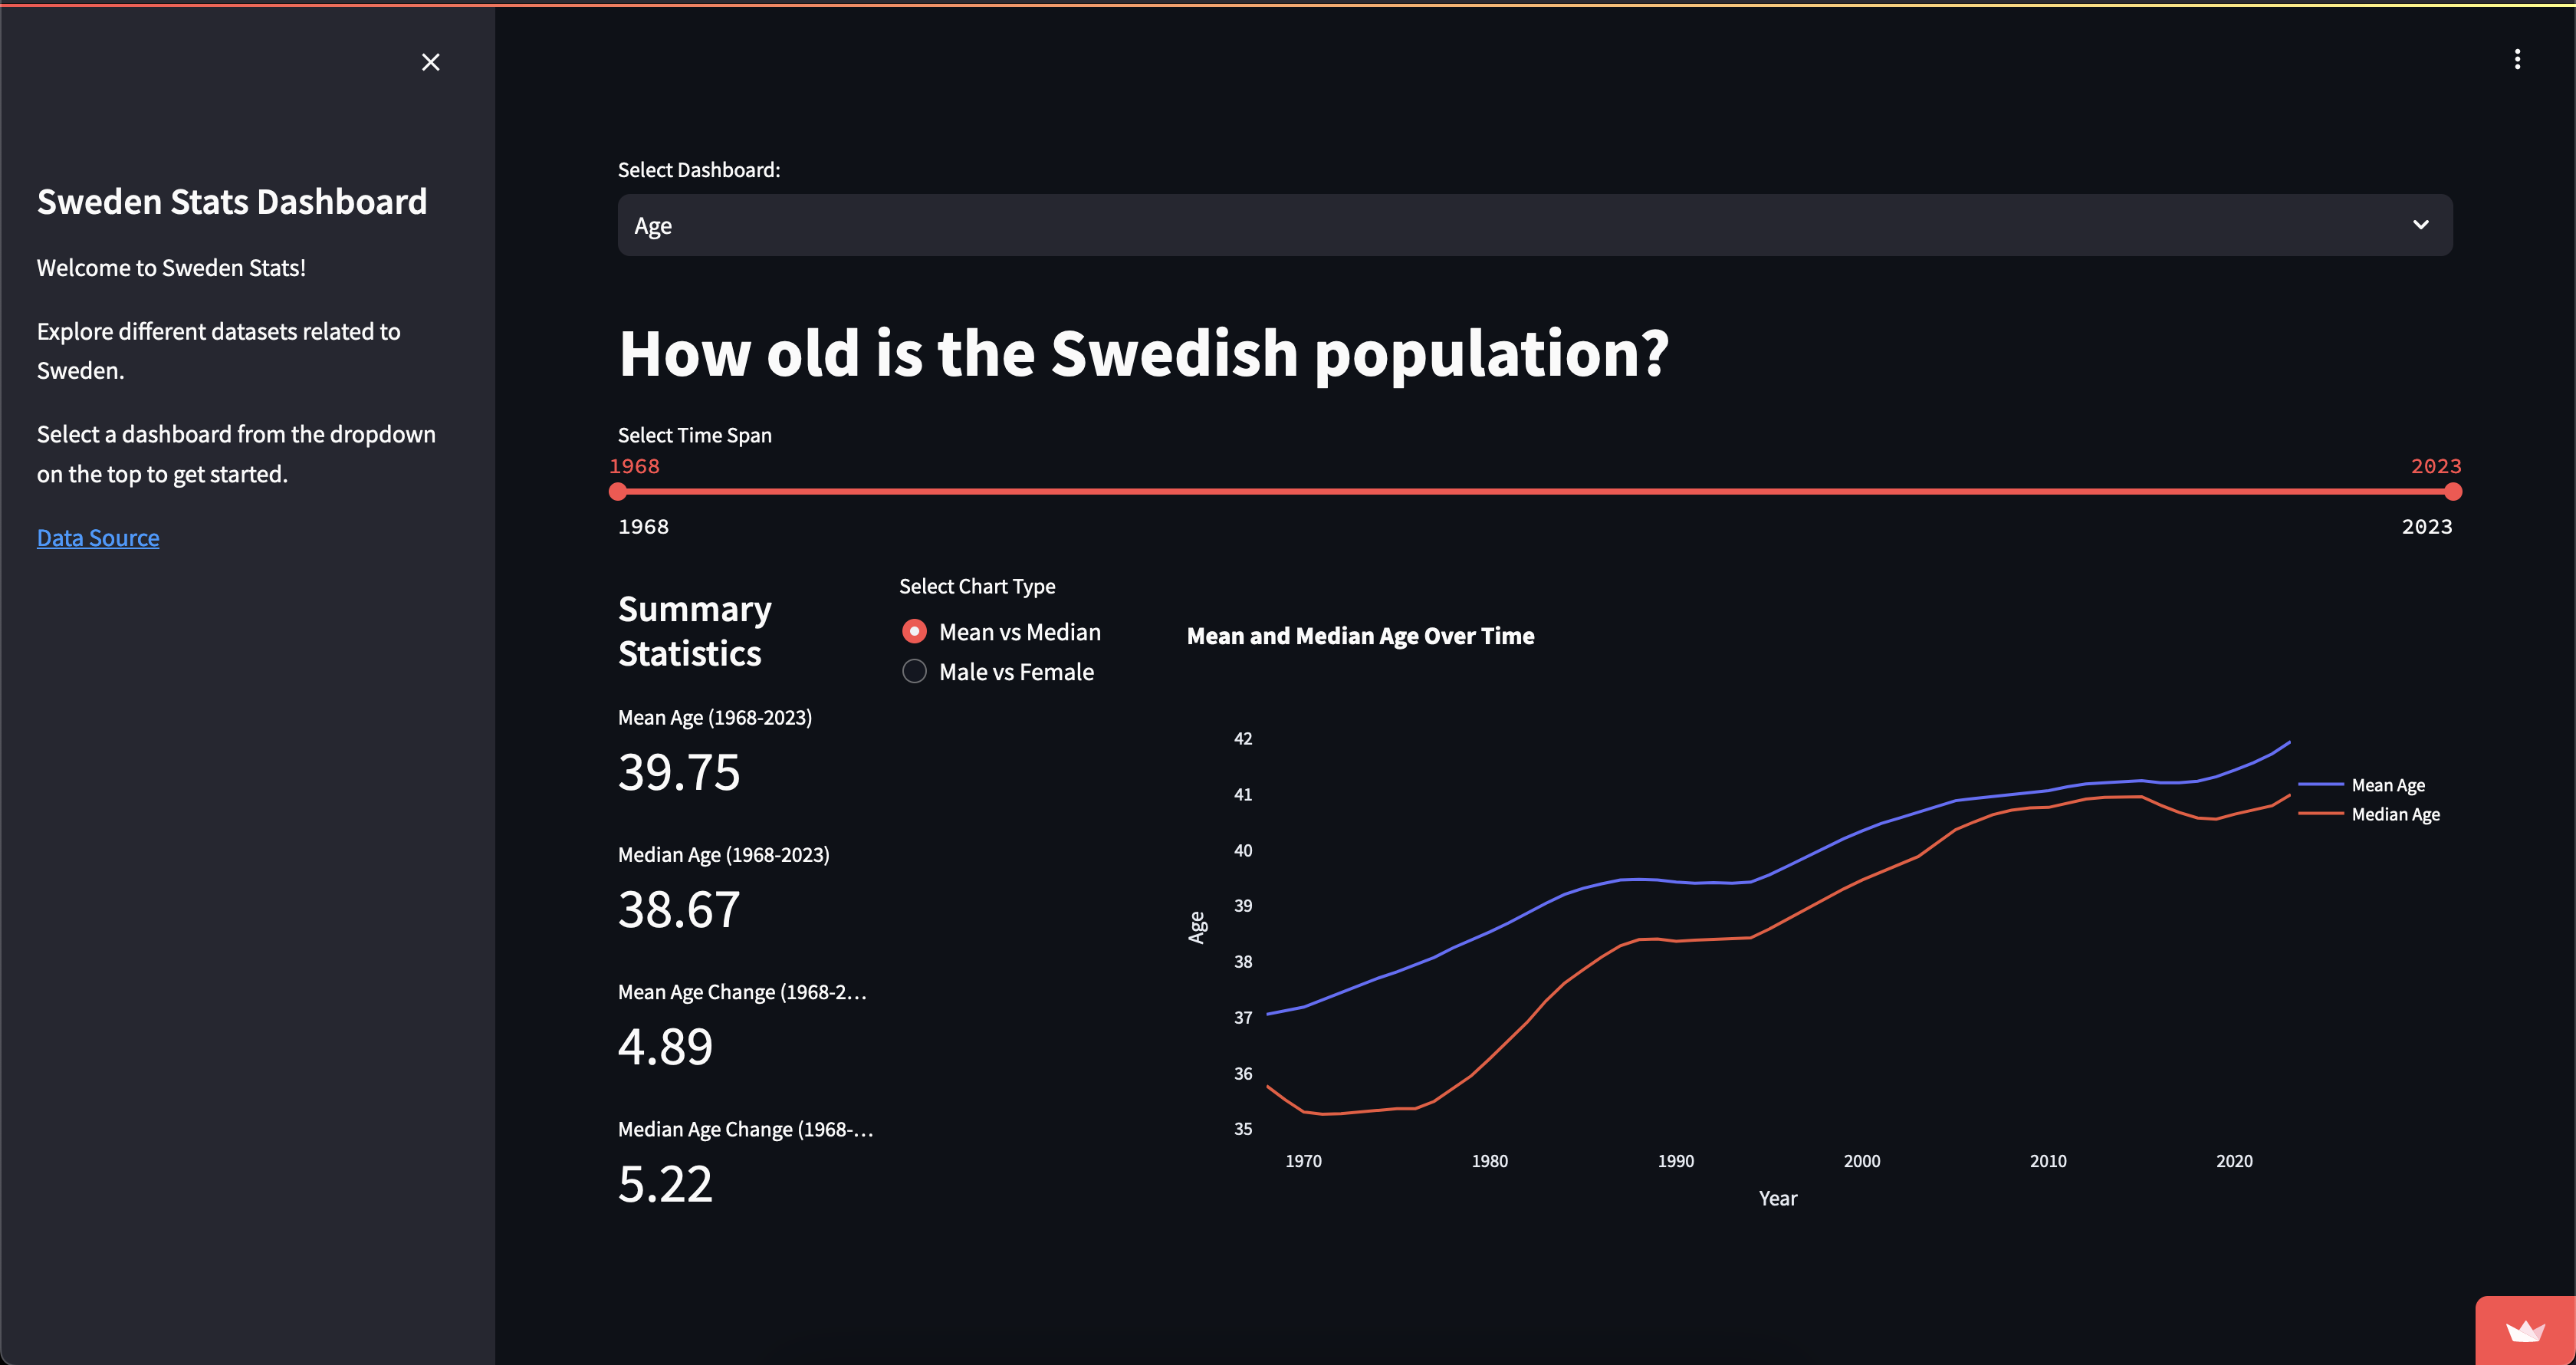 Sweden Stats Dashboard
Welcome to Sweden Stats!
Explore different datasets related to
Sweden.
Select a dashboard from the dropdown
on the top to get started.
Data Source
Select Dashboard:
Age
How old is the Swedish population?
Select Time Span
1968
2023
1968
2023
Summary
Statistics
Mean Age (1968-2023)
39.75
Median Age (1968-2023)
38.67
Mean Age Change (1968-2…
4.89
Median Age Change (1968-…
5.22
Select Chart Type
Mean vs Median
Male vs Female
Mean and Median Age Over Time
42
41
40
39
38
37
36
35
Age
1970
1980
1990
2000
2010
2020
Year
Mean Age
Median Age